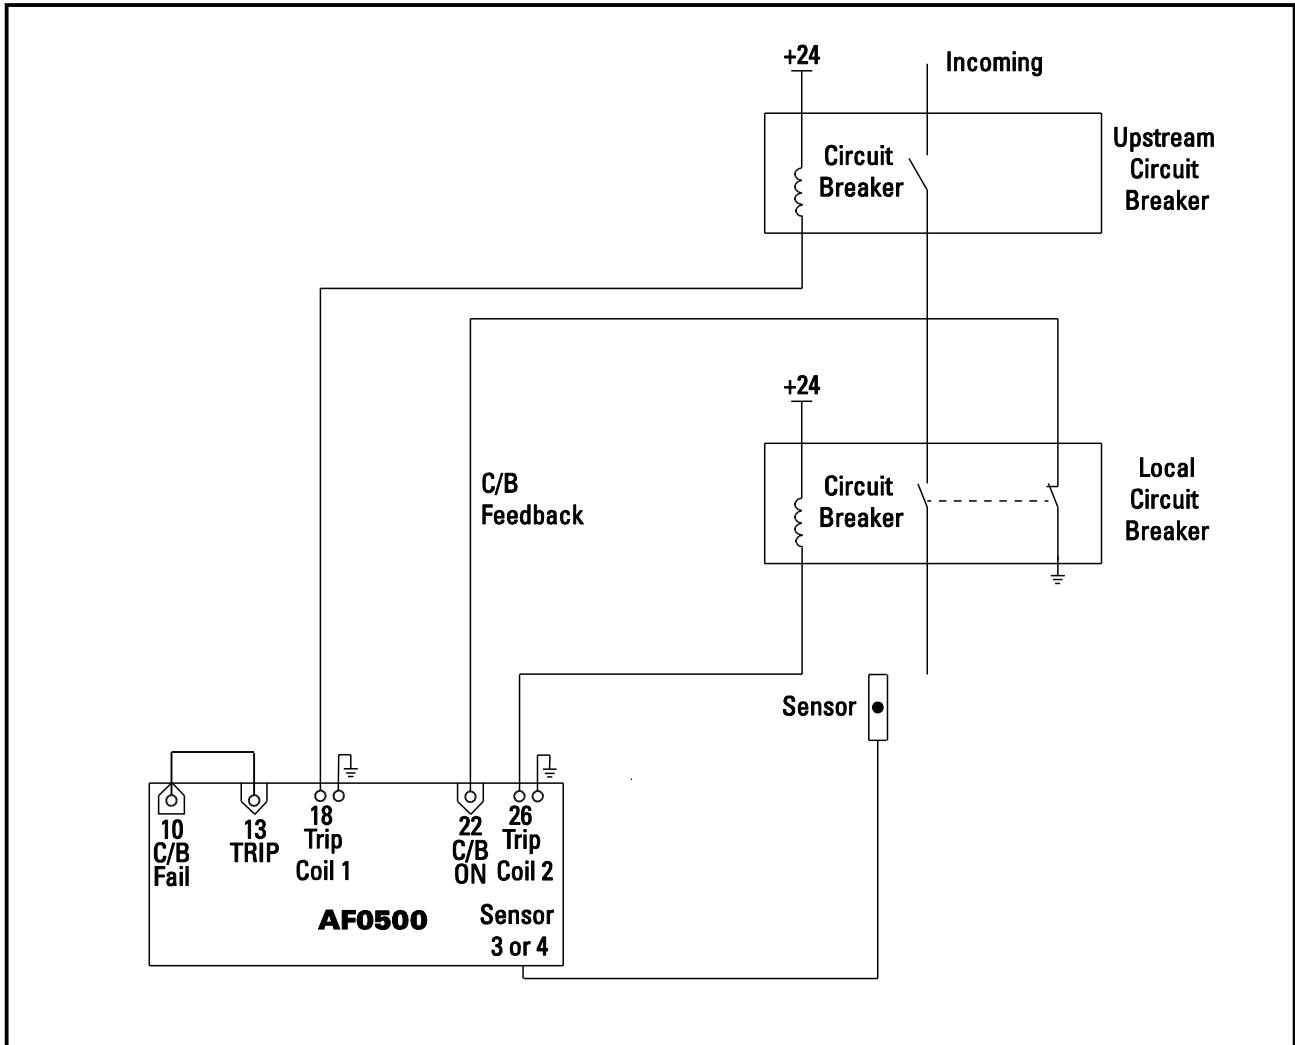 +24
Incoming
Circuit
Breaker
Upstream
Circuit
Breaker
+24
C/B
Feedback
Circuit
Breaker
Local
Circuit
Breaker
Sensor
10
C/B
Fail
13
TRIP
18
Trip
Coil 1
22
C/B
ON
26
Trip
Coil 2
AF0500
Sensor
3 or 4